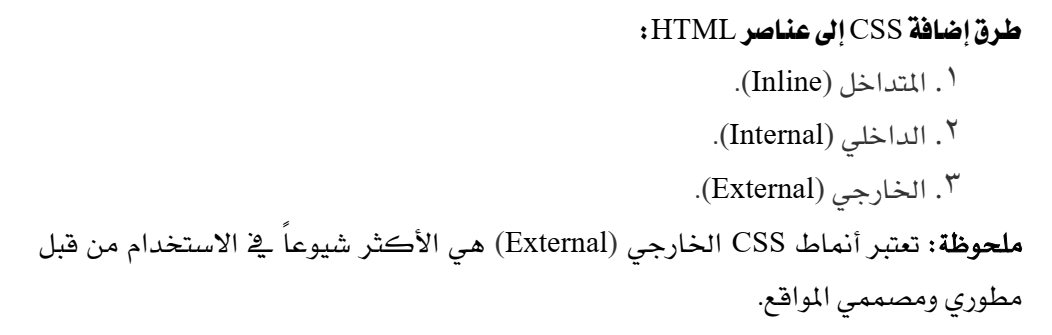 طرق إضافة CSS إلى عناصر HTML:
١. المتداخل (Inline).
٢. الداخلي (Internal).
٣. الخارجي (External).
ملحوظة: تعتبر أنماط CSS الخارجي (External) هي الأكثر شيوعاً في الاستخدام من قبل
مطوري ومصممي المواقع.